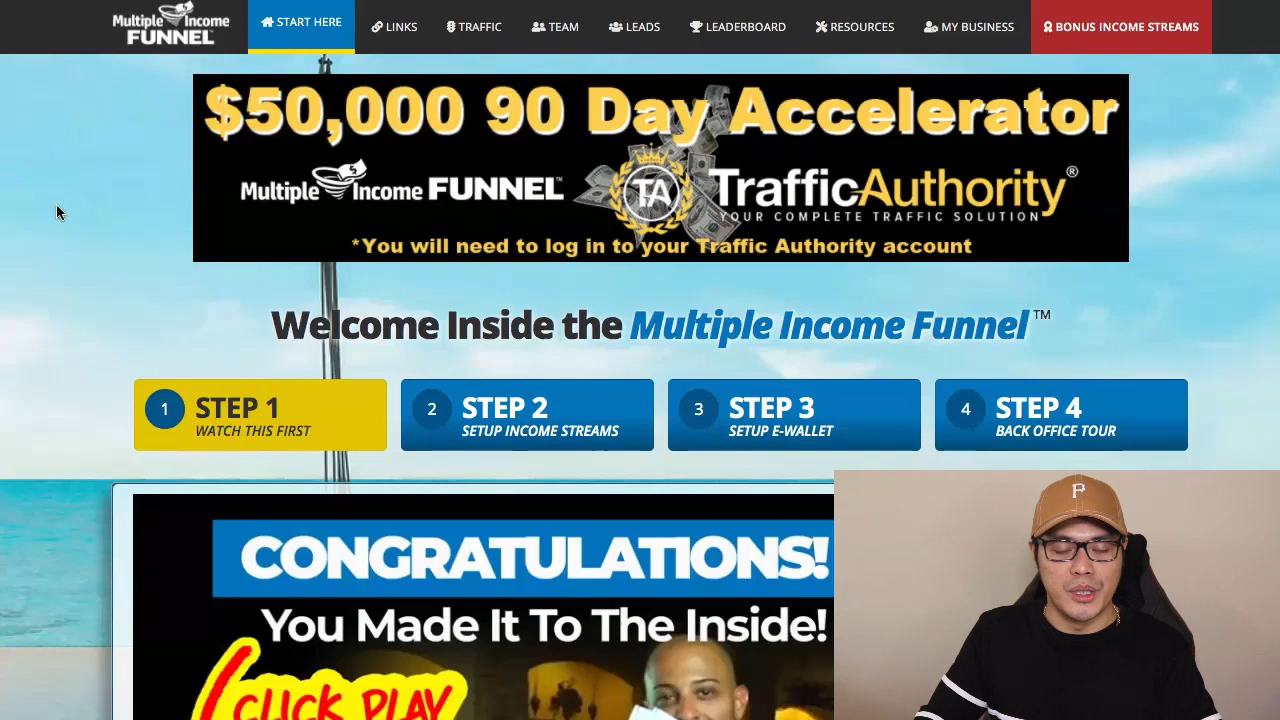 Multiple Income
FUNNEL™
START HERE
LINKS
TRAFFIC
TEAM
LEADS
LEADERBOARD
RESOURCES
MY BUSINESS
BONUS INCOME STREAMS
$50,000 90 Day Accelerator
Multiple Income FUNNEL™
TA
TrafficAuthority®
YOUR COMPLETE TRAFFIC SOLUTION
*You will need to log in to your Traffic Authority account
Welcome Inside the Multiple Income Funnel™
1
STEP 1
WATCH THIS FIRST
2
STEP 2
SETUP INCOME STREAMS
3
STEP 3
SETUP E-WALLET
4
STEP 4
BACK OFFICE TOUR
CONGRATULATIONS!
You Made It To The Inside!
CLICK PLAY
P